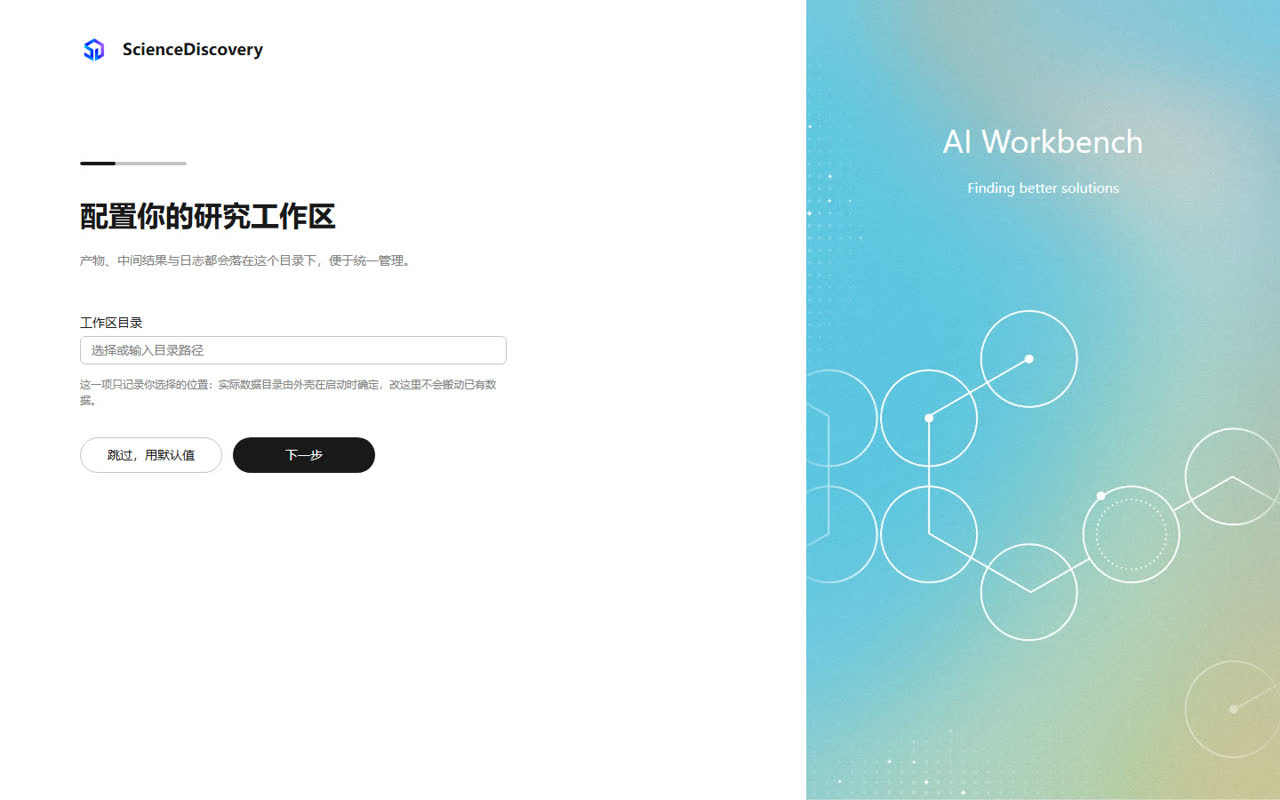 ScienceDiscovery
配置你的研究工作区
产物、中间结果与日志都会落在这个目录下，便于统一管理。
工作区目录
选择或输入目录路径
这一项只记录你选择的位置：实际数据目录由外壳在启动时确定，改这里不会搬动已有数
据。
跳过，用默认值
下一步
AI Workbench
Finding better solutions